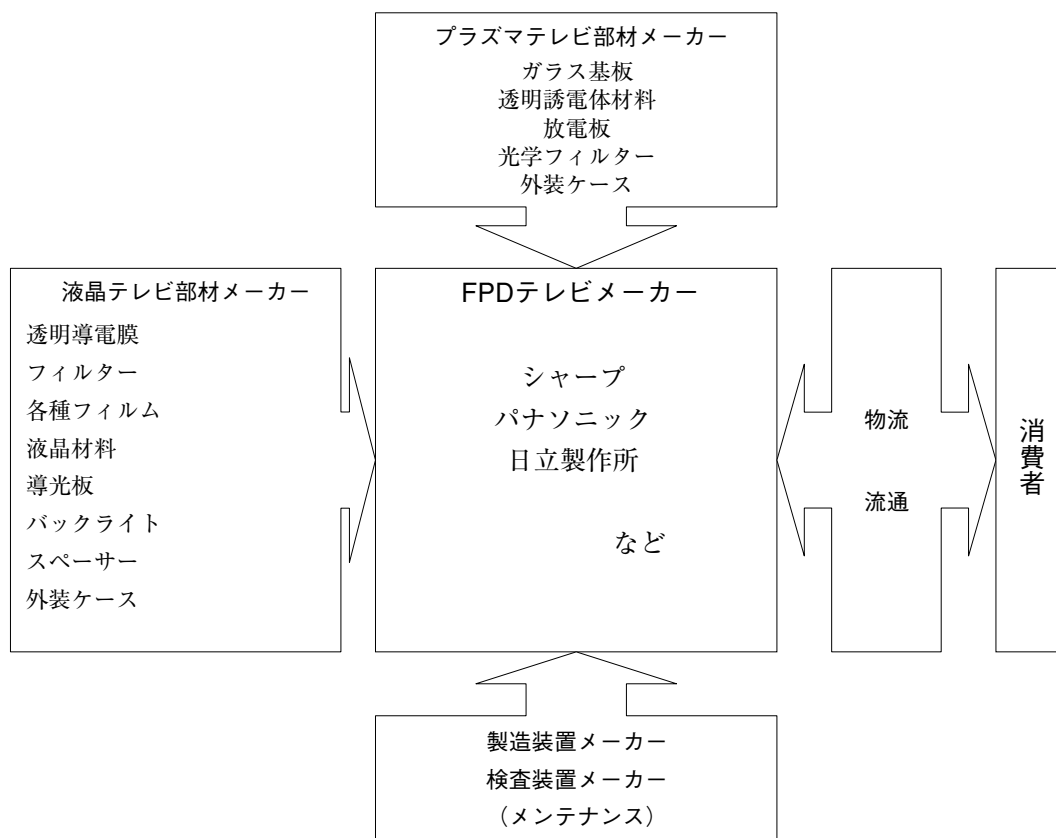 プラズマテレビ部材メーカー
ガラス基板
透明誘電体材料
放電板
光学フィルター
外装ケース
液晶テレビ部材メーカー
透明導電膜
フィルター
各種フィルム
液晶材料
導光板
バックライト
スペーサー
外装ケース
FPDテレビメーカー
シャープ
パナソニック
日立製作所
など
物流
流通
消費者
製造装置メーカー
検査装置メーカー
（メンテナンス）